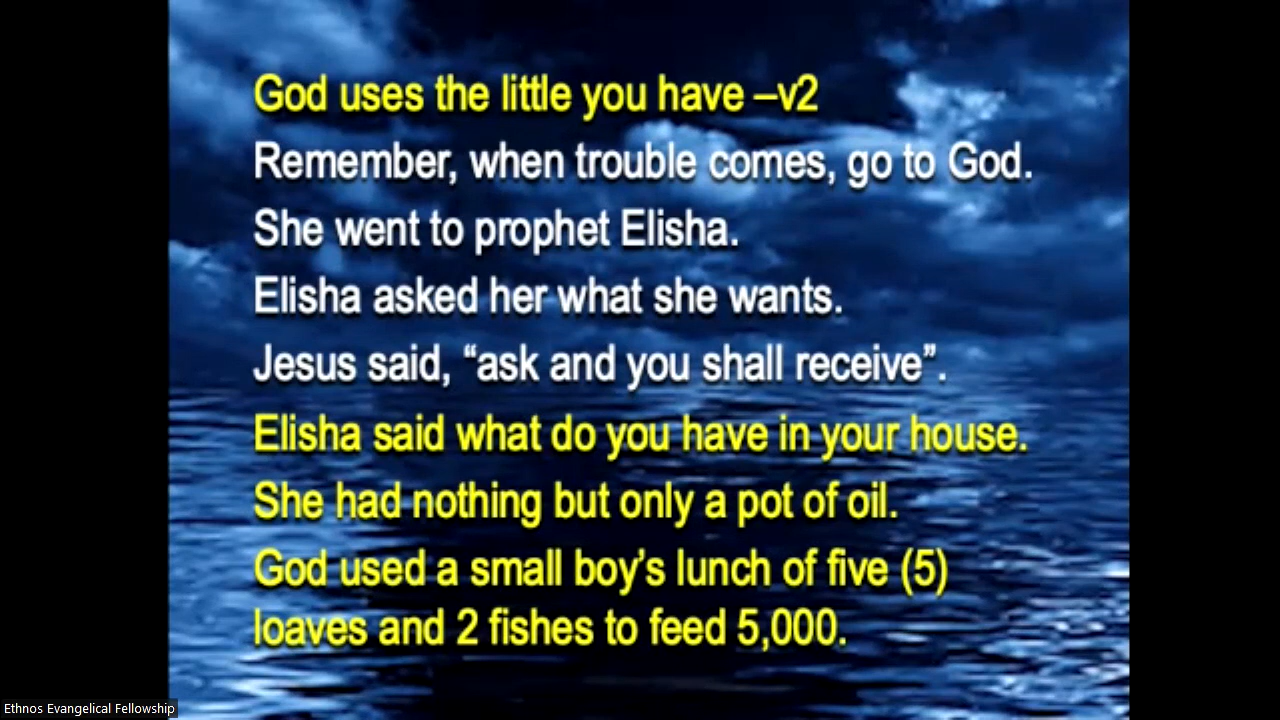 God uses the little you have –v2
Remember, when trouble comes, go to God.
She went to prophet Elisha.
Elisha asked her what she wants.
Jesus said, “ask and you shall receive”.
Elisha said what do you have in your house.
She had nothing but only a pot of oil.
God used a small boy’s lunch of five (5)
loaves and 2 fishes to feed 5,000.
Ethnos Evangelical Fellowship